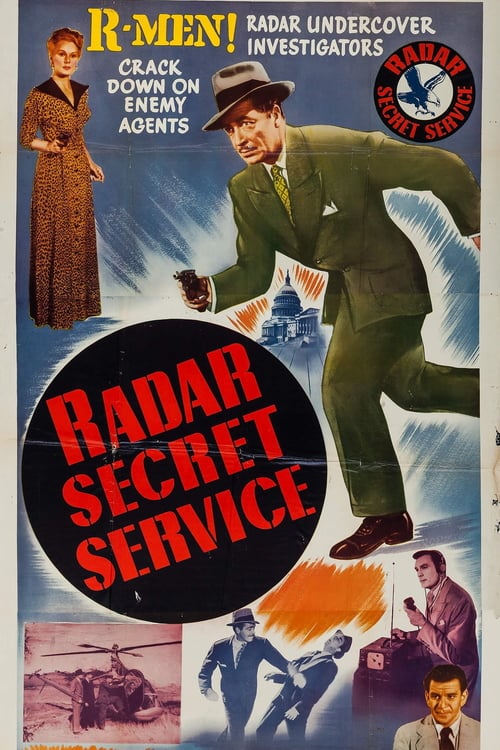 R-MEN!
RADAR UNDERCOVER
INVESTIGATORS
CRACK
DOWN ON
ENEMY
AGENTS
RADAR
SECRET SERVICE
RADAR
SECRET
SERVICE